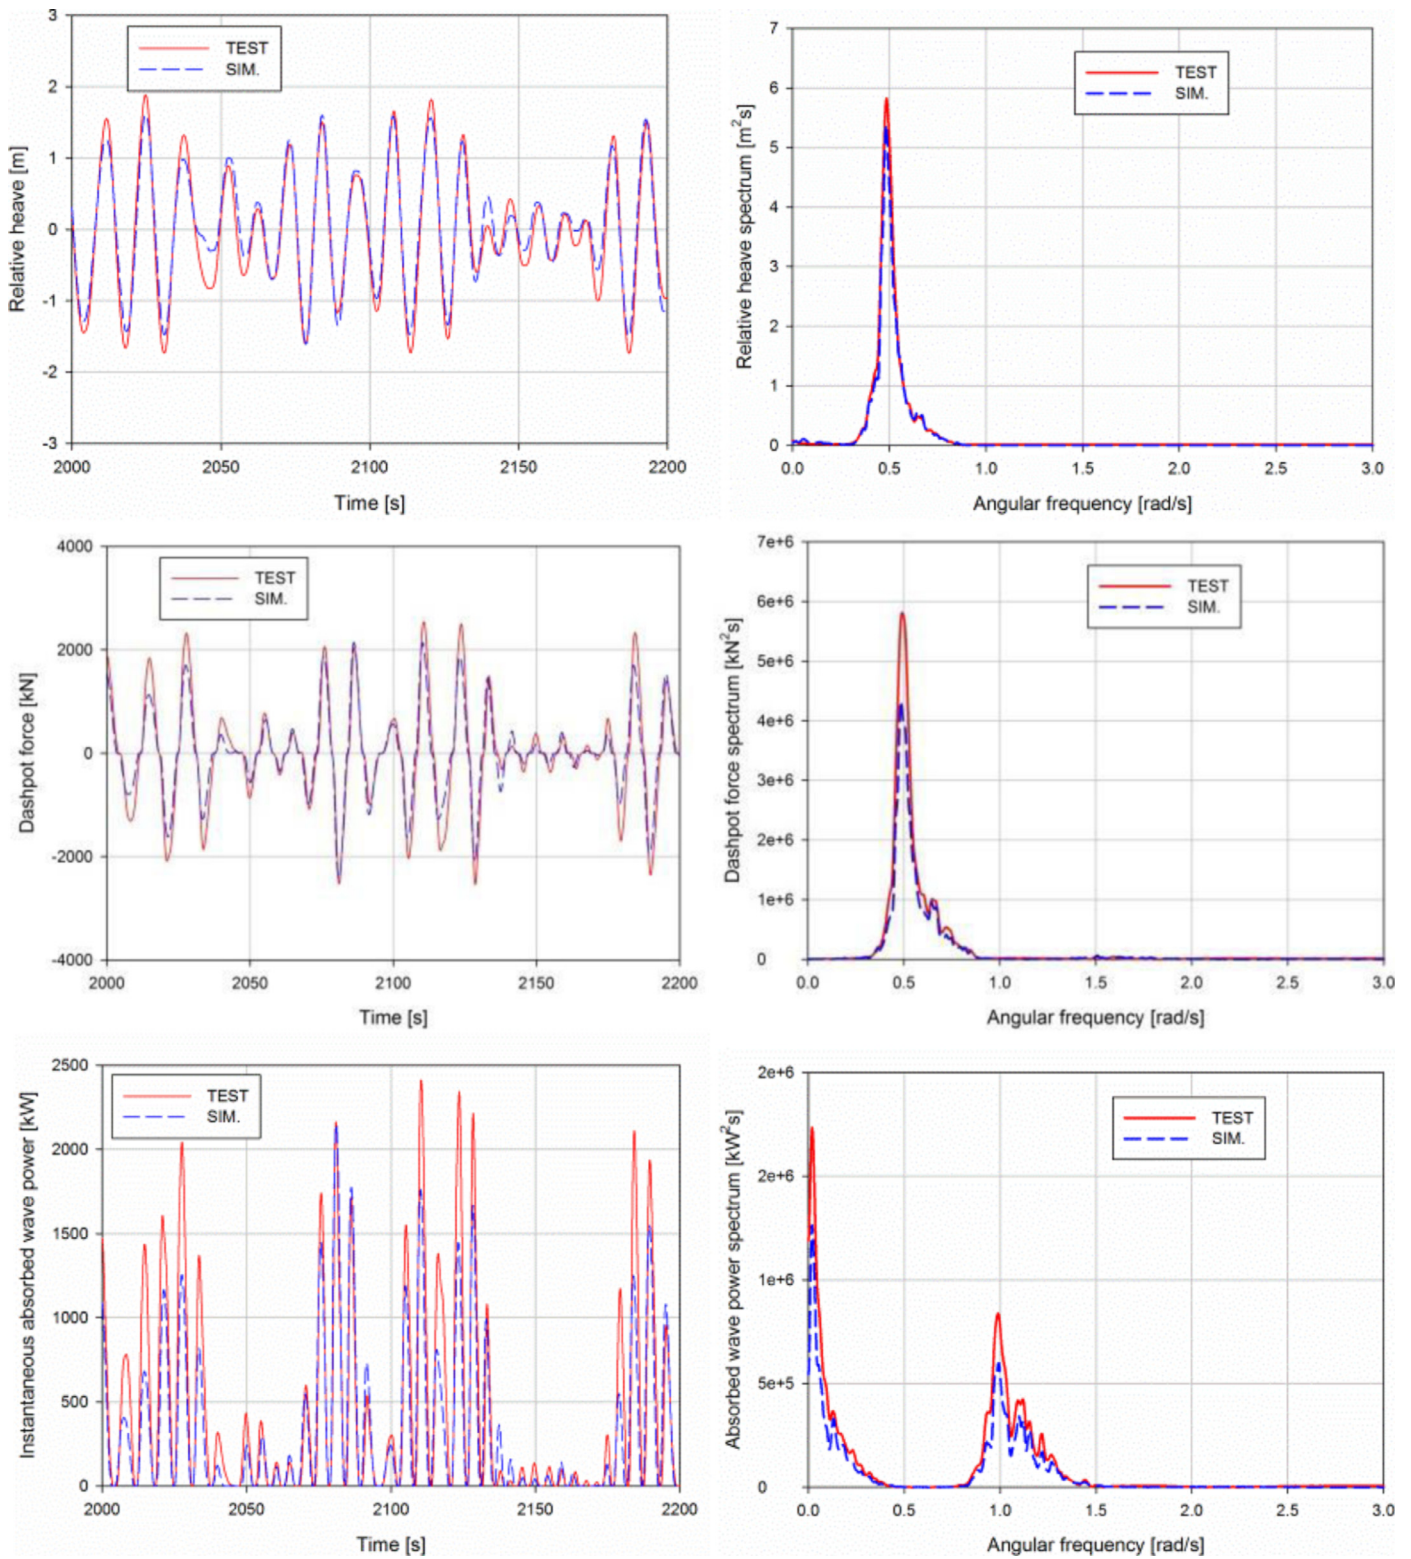 3
2
1
0
-1
-2
-3
Relative heave [m]
TEST
SIM.
2000
2050
2100
2150
2200
Time [s]
7
6
5
4
3
2
1
0
Relative heave spectrum [m²s]
TEST
SIM.
0.0
0.5
1.0
1.5
2.0
2.5
3.0
Angular frequency [rad/s]
4000
2000
0
-2000
-4000
Dashpot force [kN]
TEST
SIM.
2000
2050
2100
2150
2200
Time [s]
7e+6
6e+6
5e+6
4e+6
3e+6
2e+6
1e+6
0
Dashpot force spectrum [kN²s]
TEST
SIM.
0.0
0.5
1.0
1.5
2.0
2.5
3.0
Angular frequency [rad/s]
2500
2000
1500
1000
500
0
Instantaneous absorbed wave power [kW]
TEST
SIM.
2000
2050
2100
2150
2200
Time [s]
2e+6
2e+6
1e+6
5e+5
0
Absorbed wave power spectrum [kW²s]
TEST
SIM.
0.0
0.5
1.0
1.5
2.0
2.5
3.0
Angular frequency [rad/s]